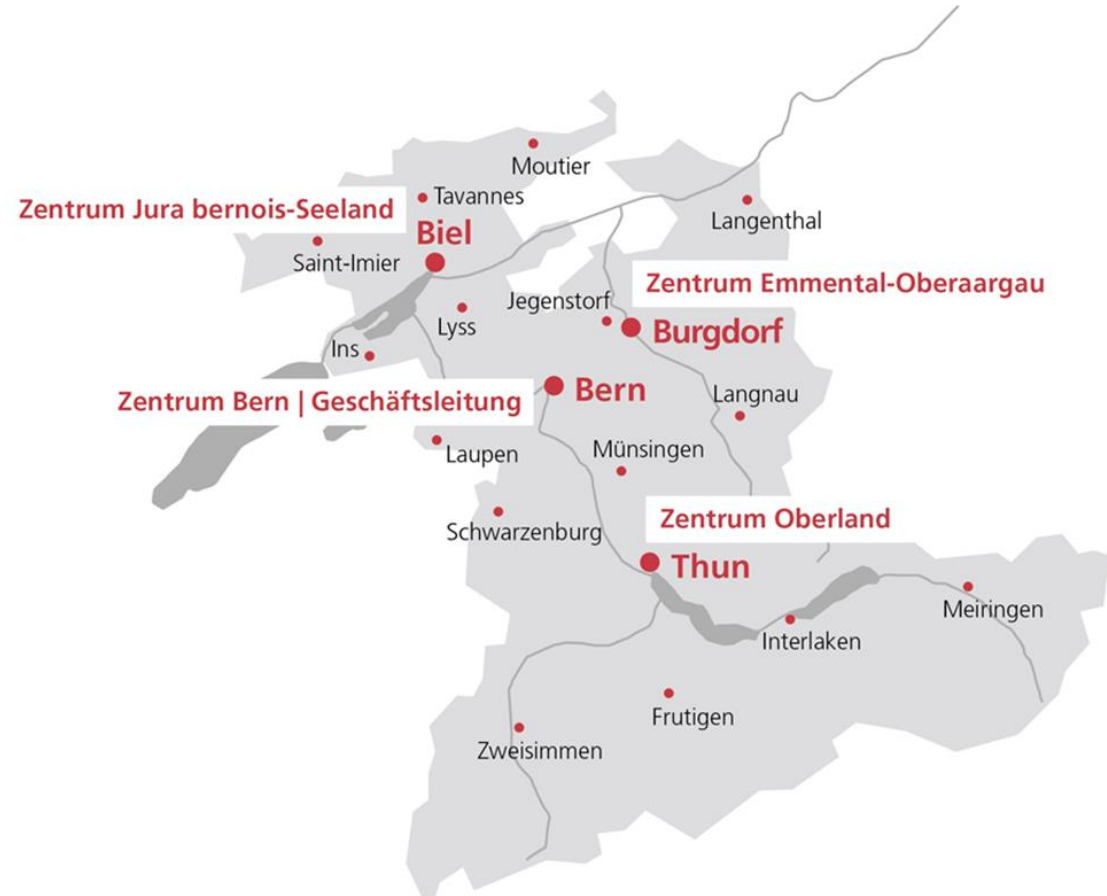 Moutier
Tavannes
Langenthal
Zentrum Jura bernois-Seeland
Biel
Saint-Imier
Zentrum Emmental-Oberaargau
Jegenstorf
Lyss
Burgdorf
Ins
Bern
Langnau
Zentrum Bern | Geschäftsleitung
Laupen
Münsingen
Zentrum Oberland
Schwarzenburg
Thun
Meiringen
Interlaken
Frutigen
Zweisimmen